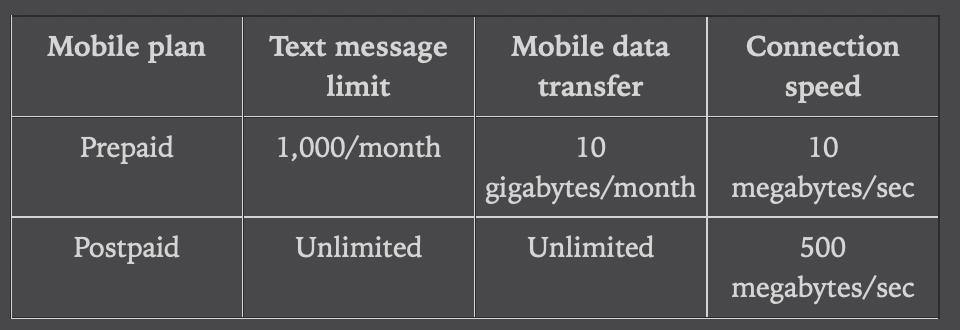 Mobile plan
Text message
limit
Mobile data
transfer
Connection
speed
Prepaid
1,000/month
10
gigabytes/month
10
megabytes/sec
Postpaid
Unlimited
Unlimited
500
megabytes/sec